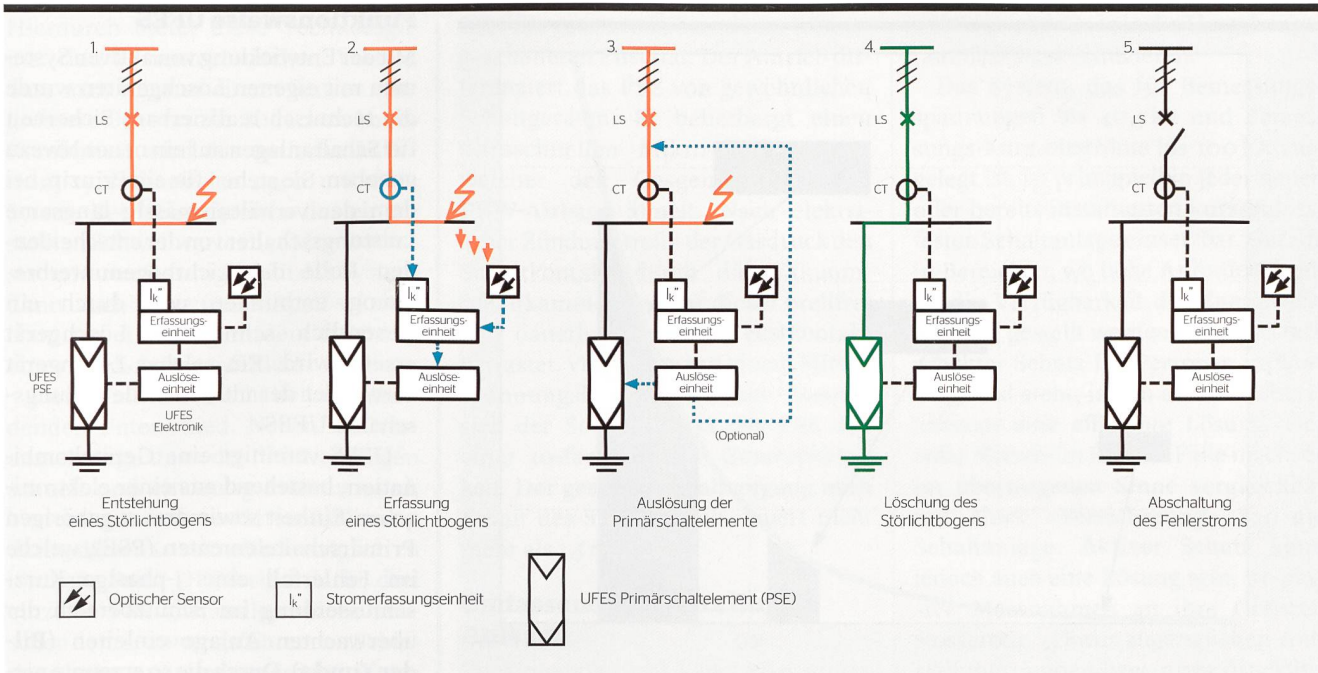 1.
2.
3.
4.
5.
LS
LS
LS
LS
LS
CT
CT
CT
CT
CT
Ik"
Ik"
Ik"
Ik"
Ik"
Erfassungs-
einheit
Erfassungs-
einheit
Erfassungs-
einheit
Erfassungs-
einheit
Erfassungs-
einheit
UFES
PSE
Auslöse-
einheit
Auslöse-
einheit
Auslöse-
einheit
Auslöse-
einheit
Auslöse-
einheit
UFES
Elektronik
(Optional)
Entstehung
eines Störlichtbogens
Erfassung
eines Störlichtbogens
Auslösung der
Primärschaltelemente
Löschung des
Störlichtbogens
Abschaltung
des Fehlerstroms
Optischer Sensor
Ik"
Stromerfassungseinheit
UFES Primärschaltelement (PSE)